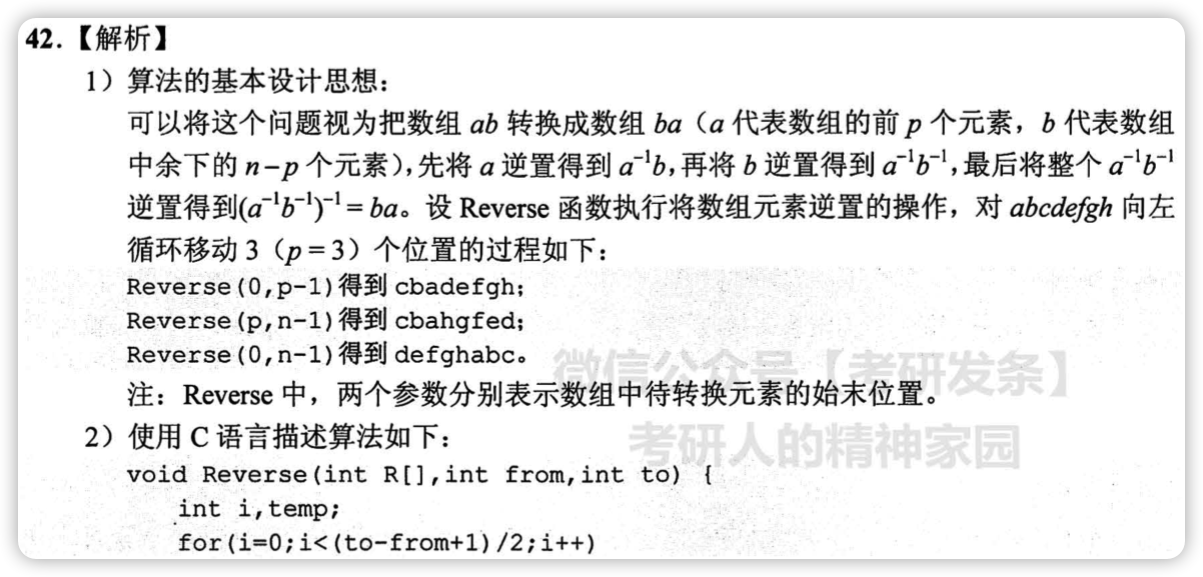 42.【解析】
1）算法的基本设计思想：
可以将这个问题视为把数组 ab 转换成数组 ba（a 代表数组的前 p 个元素，b 代表数组
中余下的 n−p 个元素），先将 a 逆置得到 a⁻¹b，再将 b 逆置得到 a⁻¹b⁻¹，最后将整个 a⁻¹b⁻¹
逆置得到(a⁻¹b⁻¹)⁻¹ = ba。设 Reverse 函数执行将数组元素逆置的操作，对 abcdefgh 向左
循环移动 3（p = 3）个位置的过程如下：
Reverse(0,p-1)得到 cbadefgh;
Reverse(p,n-1)得到 cbahgfed;
Reverse(0,n-1)得到 defghabc。
微信公众号【考研发条】
注：Reverse 中，两个参数分别表示数组中待转换元素的始末位置。
2）使用 C 语言描述算法如下：
考研人的精神家园
void Reverse(int R[],int from,int to) {
int i,temp;
for(i=0;i<(to-from+1)/2;i++)